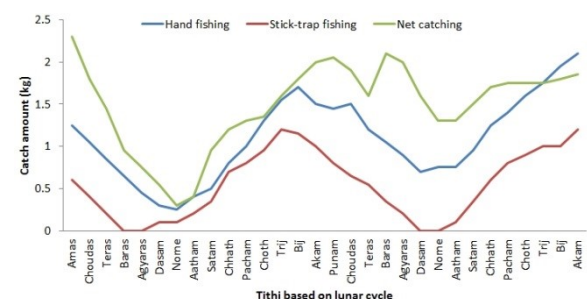 Hand fishing Stick-trap fishing Net catching
Catch amount (kg)
2.5
2
1.5
1
0.5
0
Amas
Choudas
Teras
Baras
Agyaras
Dasam
Nome
Aatham
Satam
Chhath
Pacham
Choth
Trij
Bij
Akam
Punam
Choudas
Teras
Baras
Agyaras
Dasam
Nome
Aatham
Satam
Chhath
Pacham
Choth
Trij
Bij
Akam
Tithi based on lunar cycle